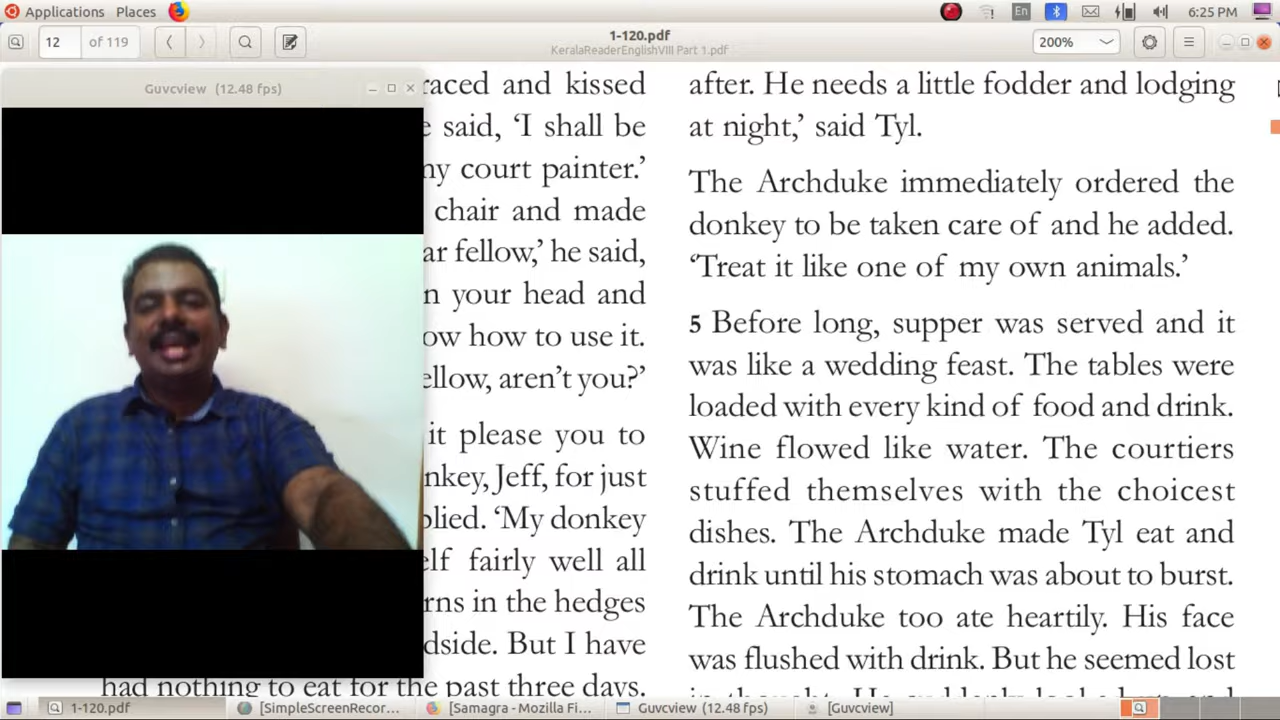 Applications Places
En
6:25 PM
12 of 119
1-120.pdf
KeralaReaderEnglishVIII Part 1.pdf
200%
Guvcview (12.48 fps)
raced and kissed
said, ‘I shall be
my court painter.’
chair and made
ar fellow,’ he said,
n your head and
ow how to use it.
ellow, aren’t you?’
it please you to
nkey, Jeff, for just
plied. ‘My donkey
elf fairly well all
rns in the hedges
dside. But I have
had nothing to eat for the past three days.
after. He needs a little fodder and lodging
at night,’ said Tyl.
The Archduke immediately ordered the
donkey to be taken care of and he added.
‘Treat it like one of my own animals.’
5 Before long, supper was served and it
was like a wedding feast. The tables were
loaded with every kind of food and drink.
Wine flowed like water. The courtiers
stuffed themselves with the choicest
dishes. The Archduke made Tyl eat and
drink until his stomach was about to burst.
The Archduke too ate heartily. His face
was flushed with drink. But he seemed lost
in thought. He suddenly looked up and
1-120.pdf
[SimpleScreenRecor...
[Samagra - Mozilla Fi...
Guvcview (12.48 fps)
[Guvcview]